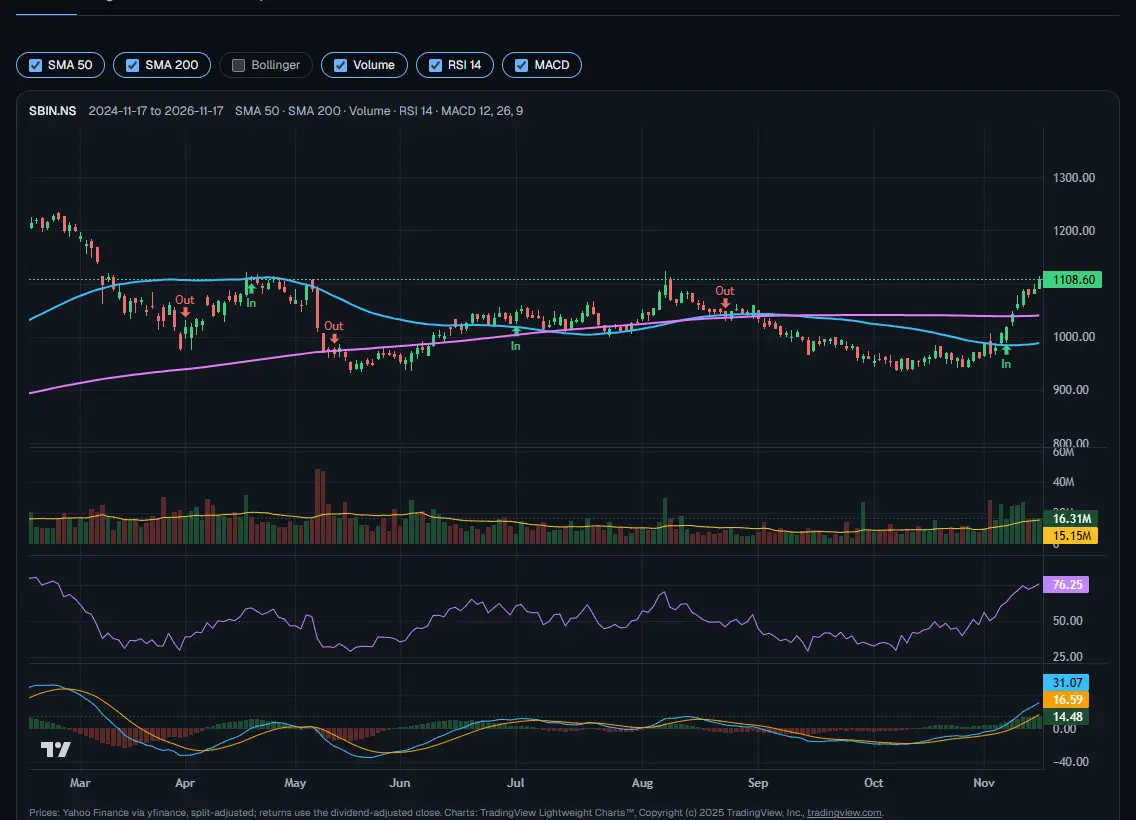 SMA 50 SMA 200 Bollinger Volume RSI 14 MACD
SBIN.NS 2024-11-17 to 2026-11-17 SMA 50 · SMA 200 · Volume · RSI 14 · MACD 12, 26, 9
1300.00
1200.00
1108.60
Out
In
Out
In
Out
In
1000.00
900.00
800.00
60M
40M
16.31M
15.15M
0
76.25
50.00
25.00
31.07
16.59
14.48
0.00
−40.00
Mar Apr May Jun Jul Aug Sep Oct Nov
Prices: Yahoo Finance via yfinance, split-adjusted; returns use the dividend-adjusted close. Charts: TradingView Lightweight Charts™, Copyright (c) 2025 TradingView, Inc., tradingview.com.